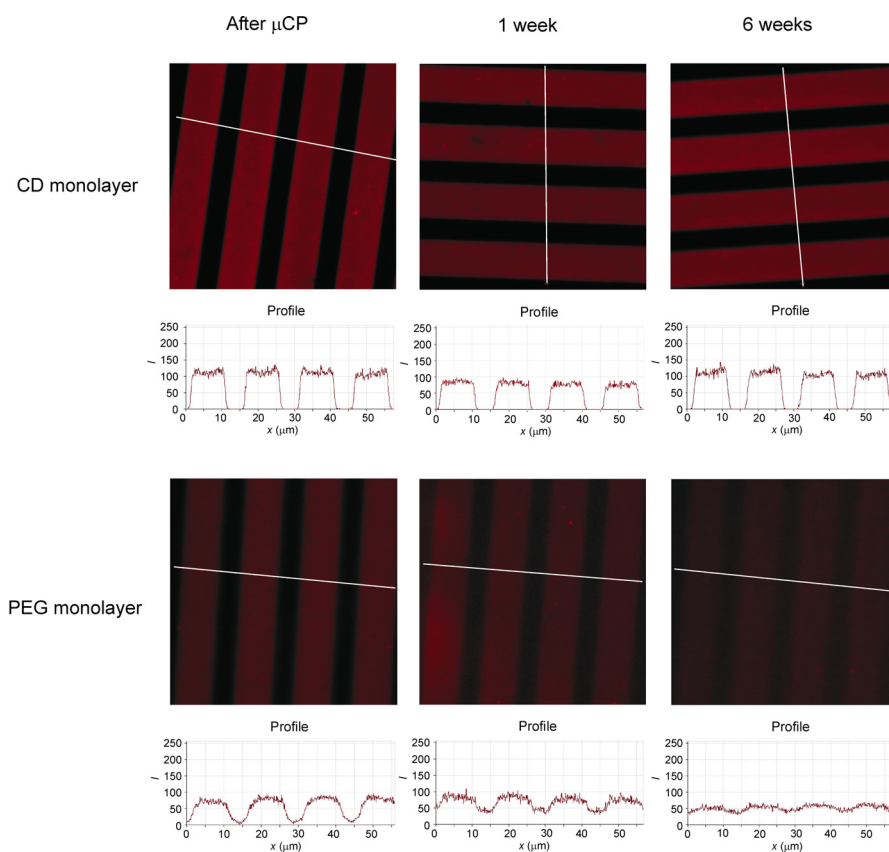 After μCP 1 week 6 weeks
CD monolayer
Profile Profile Profile
250 250 250
200 200 200
150 150 150
I I I
100 100 100
50 50 50
0 0 0
0 10 20 30 40 50 0 10 20 30 40 50 0 10 20 30 40 50
x (μm) x (μm) x (μm)
PEG monolayer
Profile Profile Profile
250 250 250
200 200 200
150 150 150
I I I
100 100 100
50 50 50
0 0 0
0 10 20 30 40 50 0 10 20 30 40 50 0 10 20 30 40 50
x (μm) x (μm) x (μm)